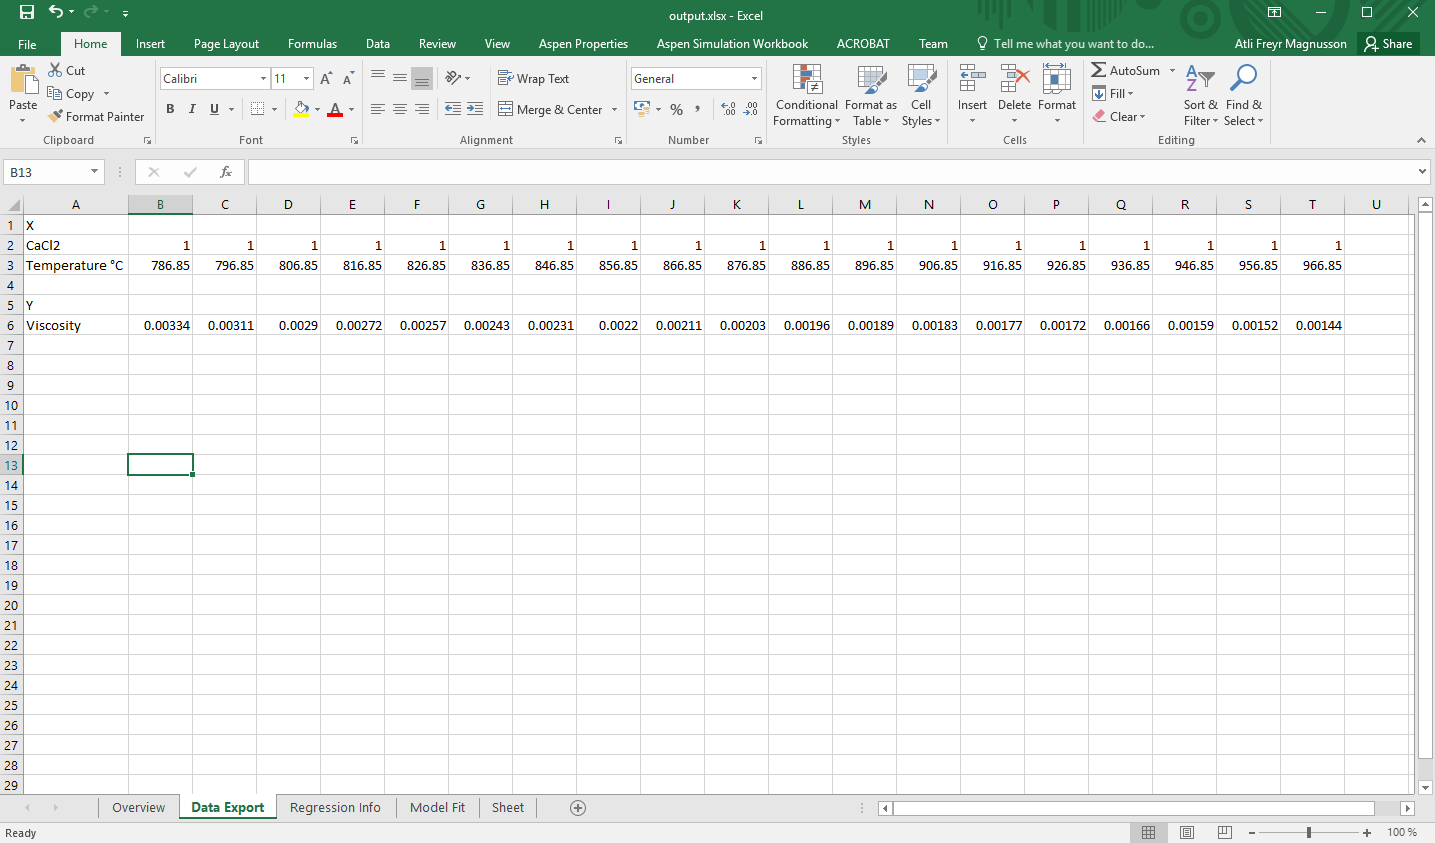 output.xlsx - Excel
File Home Insert Page Layout Formulas Data Review View Aspen Properties Aspen Simulation Workbook ACROBAT Team Tell me what you want to do... Atli Freyr Magnusson Share
Paste Cut Copy Format Painter
Calibri 11
B I U A
Wrap Text
Merge & Center
General
% ,
Conditional Formatting Format as Table Cell Styles
Insert Delete Format
AutoSum Fill Clear
Sort & Filter Find & Select
Clipboard Font Alignment Number Styles Cells Editing
B13 fx
A B C D E F G H I J K L M N O P Q R S T U
1 X
2 CaCl2 1 1 1 1 1 1 1 1 1 1 1 1 1 1 1 1 1 1 1
3 Temperature °C 786.85 796.85 806.85 816.85 826.85 836.85 846.85 856.85 866.85 876.85 886.85 896.85 906.85 916.85 926.85 936.85 946.85 956.85 966.85
4
5 Y
6 Viscosity 0.00334 0.00311 0.0029 0.00272 0.00257 0.00243 0.00231 0.0022 0.00211 0.00203 0.00196 0.00189 0.00183 0.00177 0.00172 0.00166 0.00159 0.00152 0.00144
7
8
9
10
11
12
13
14
15
16
17
18
19
20
21
22
23
24
25
26
27
28
29
Overview Data Export Regression Info Model Fit Sheet
Ready 100 %